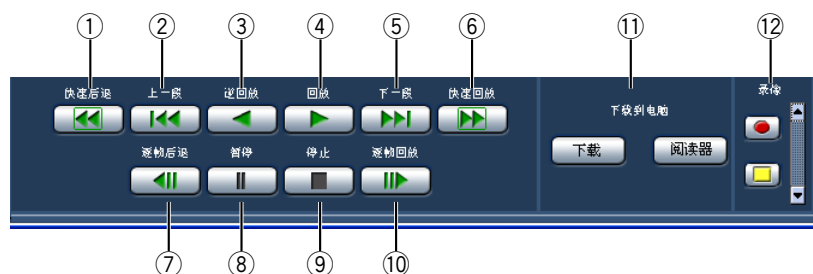 ① ② ③ ④ ⑤ ⑥ ⑪ ⑫
快速后退 上一段 逆回放 回放 下一段 快速回放
录像
下载到电脑
下载 阅读器
逐帧后退 暂停 停止 逐帧回放
⑦ ⑧ ⑨ ⑩